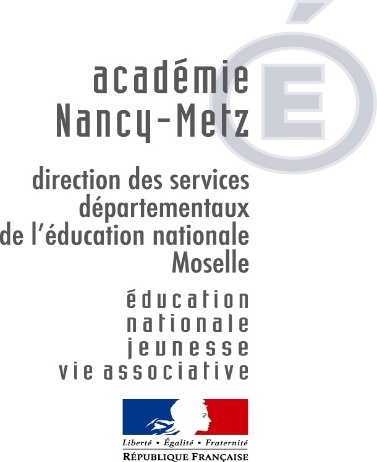 académie
Nancy-Metz
É
direction des services
départementaux
de l'éducation nationale
Moselle
éducation
nationale
jeunesse
vie associative
Liberté • Égalité • Fraternité
RÉPUBLIQUE FRANÇAISE